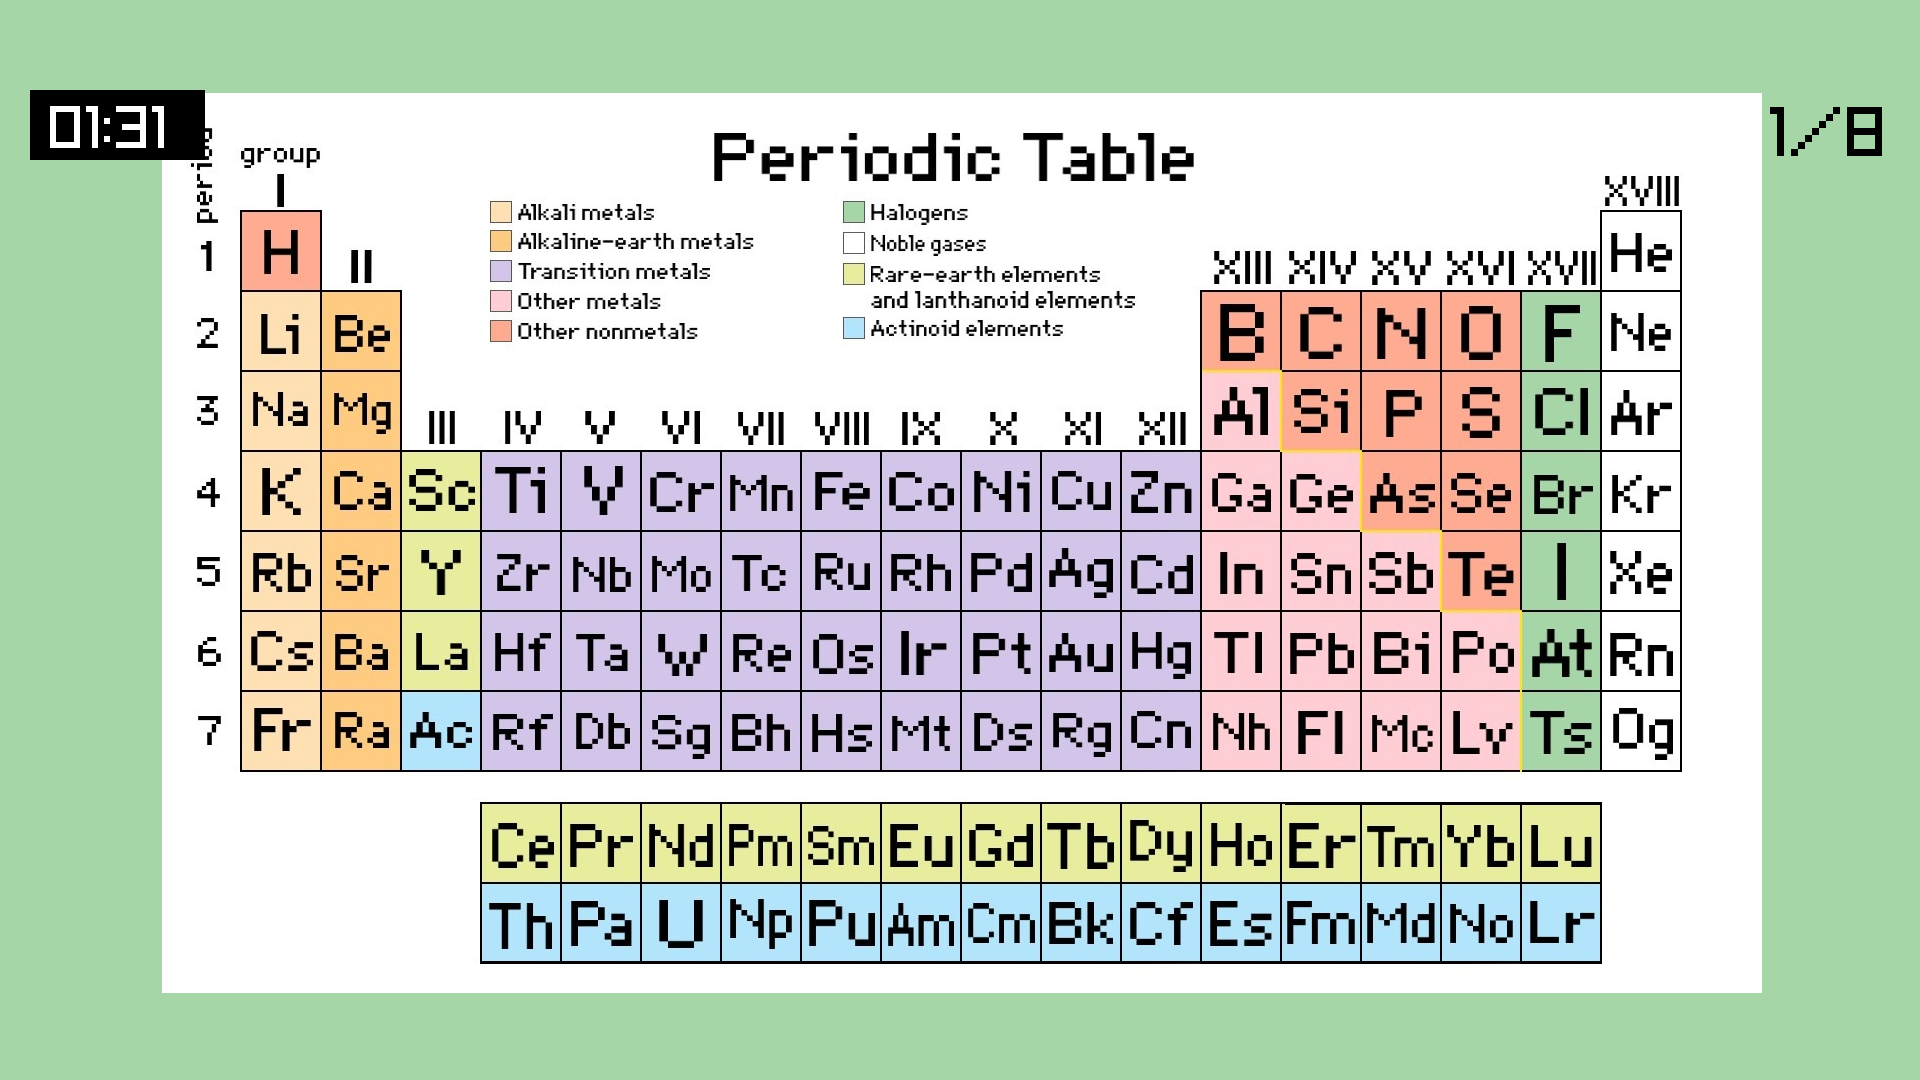 01:31
1/8
Periodic Table
period
group
I
XVIII
Alkali metals
Halogens
Alkaline-earth metals
Noble gases
Transition metals
Rare-earth elements
and lanthanoid elements
Other metals
Other nonmetals
Actinoid elements
1 H II XIII XIV XV XVI XVII He
2 Li Be B C N O F Ne
3 Na Mg III IV V VI VII VIII IX X XI XII Al Si P S Cl Ar
4 K Ca Sc Ti V Cr Mn Fe Co Ni Cu Zn Ga Ge As Se Br Kr
5 Rb Sr Y Zr Nb Mo Tc Ru Rh Pd Ag Cd In Sn Sb Te I Xe
6 Cs Ba La Hf Ta W Re Os Ir Pt Au Hg Tl Pb Bi Po At Rn
7 Fr Ra Ac Rf Db Sg Bh Hs Mt Ds Rg Cn Nh Fl Mc Lv Ts Og
Ce Pr Nd Pm Sm Eu Gd Tb Dy Ho Er Tm Yb Lu
Th Pa U Np Pu Am Cm Bk Cf Es Fm Md No Lr